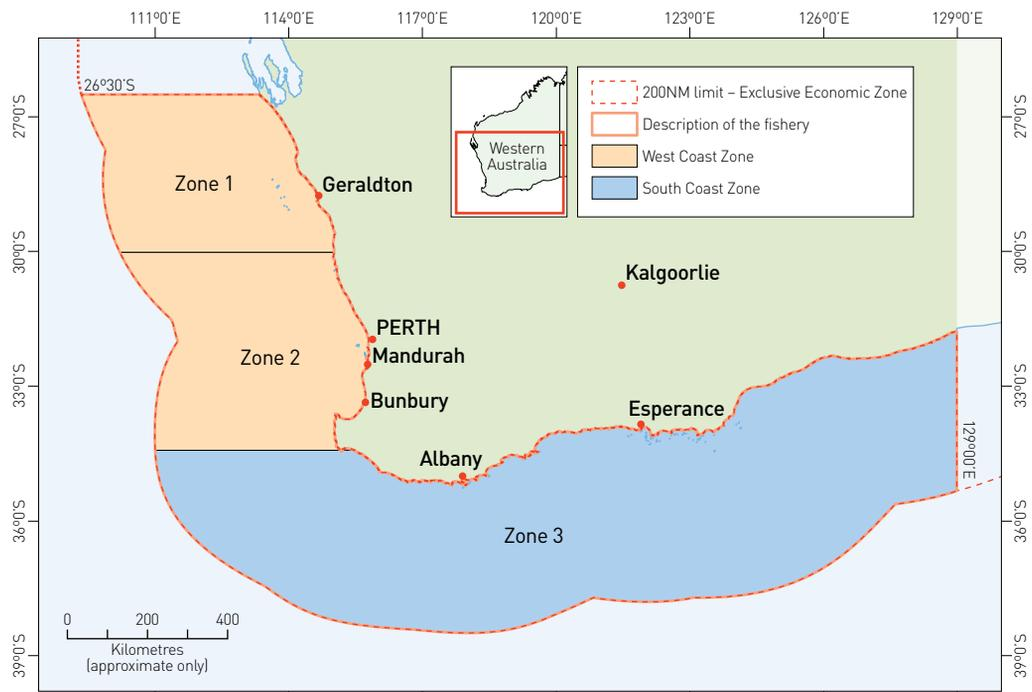 111°0'E 114°0'E 117°0'E 120°0'E 123°0'E 126°0'E 129°0'E
26°30'S
200NM limit – Exclusive Economic Zone
Description of the fishery
West Coast Zone
South Coast Zone
Western
Australia
27°0'S 27°0'S
Zone 1
Geraldton
30°0'S 30°0'S
Kalgoorlie
PERTH
Mandurah
Zone 2
33°0'S 33°0'S
Bunbury
Esperance
129°00'E
Albany
36°0'S 36°0'S
Zone 3
0 200 400
Kilometres
(approximate only)
39°0'S 39°0'S